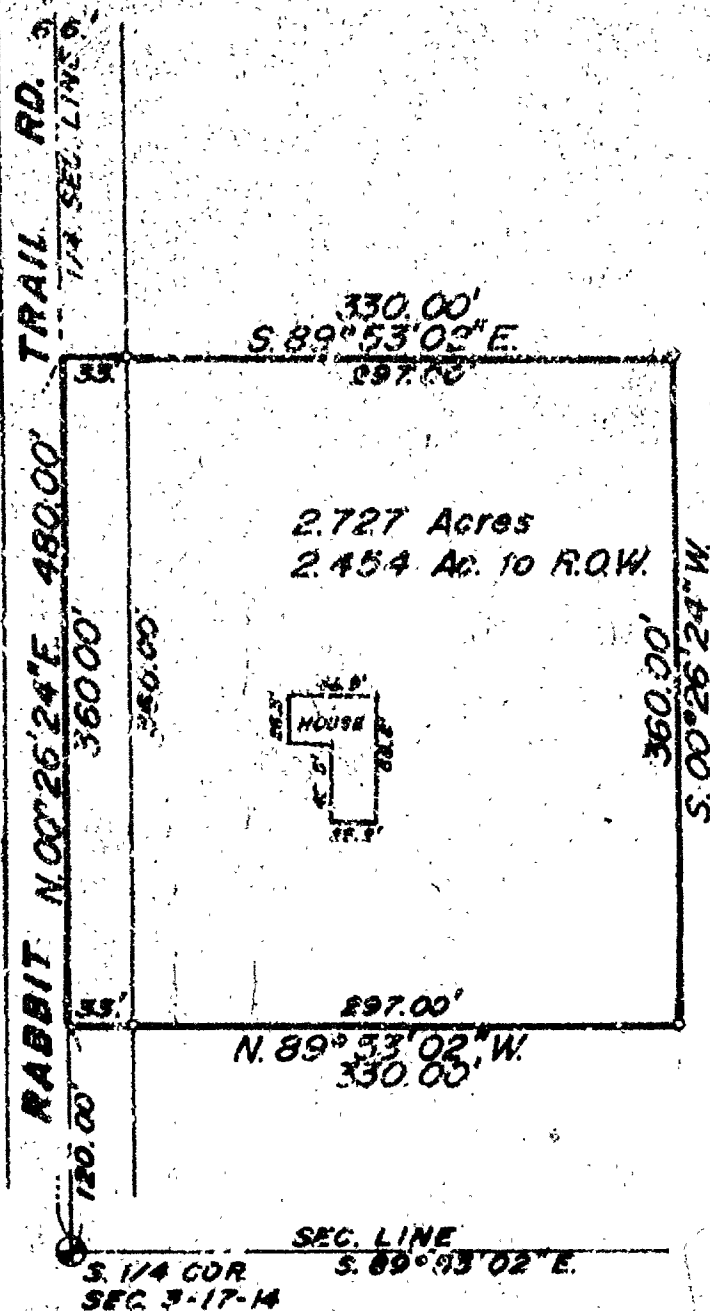 RABBIT TRAIL RD.
1/4 SEC. LINE
N. 00°26'24"E. 480.00'
330.00'
S. 89°53'02"E.
33.'
297.00'
2.727 Acres
2.454 Ac. to R.O.W.
360.00'
360.00'
360.00'
S. 00°26'24"W.
HOUSE
33.'
297.00'
N. 89°53'02"W.
330.00'
120.00'
SEC. LINE
S. 89°53'02"E.
S. 1/4 COR
SEC. 3-17-14